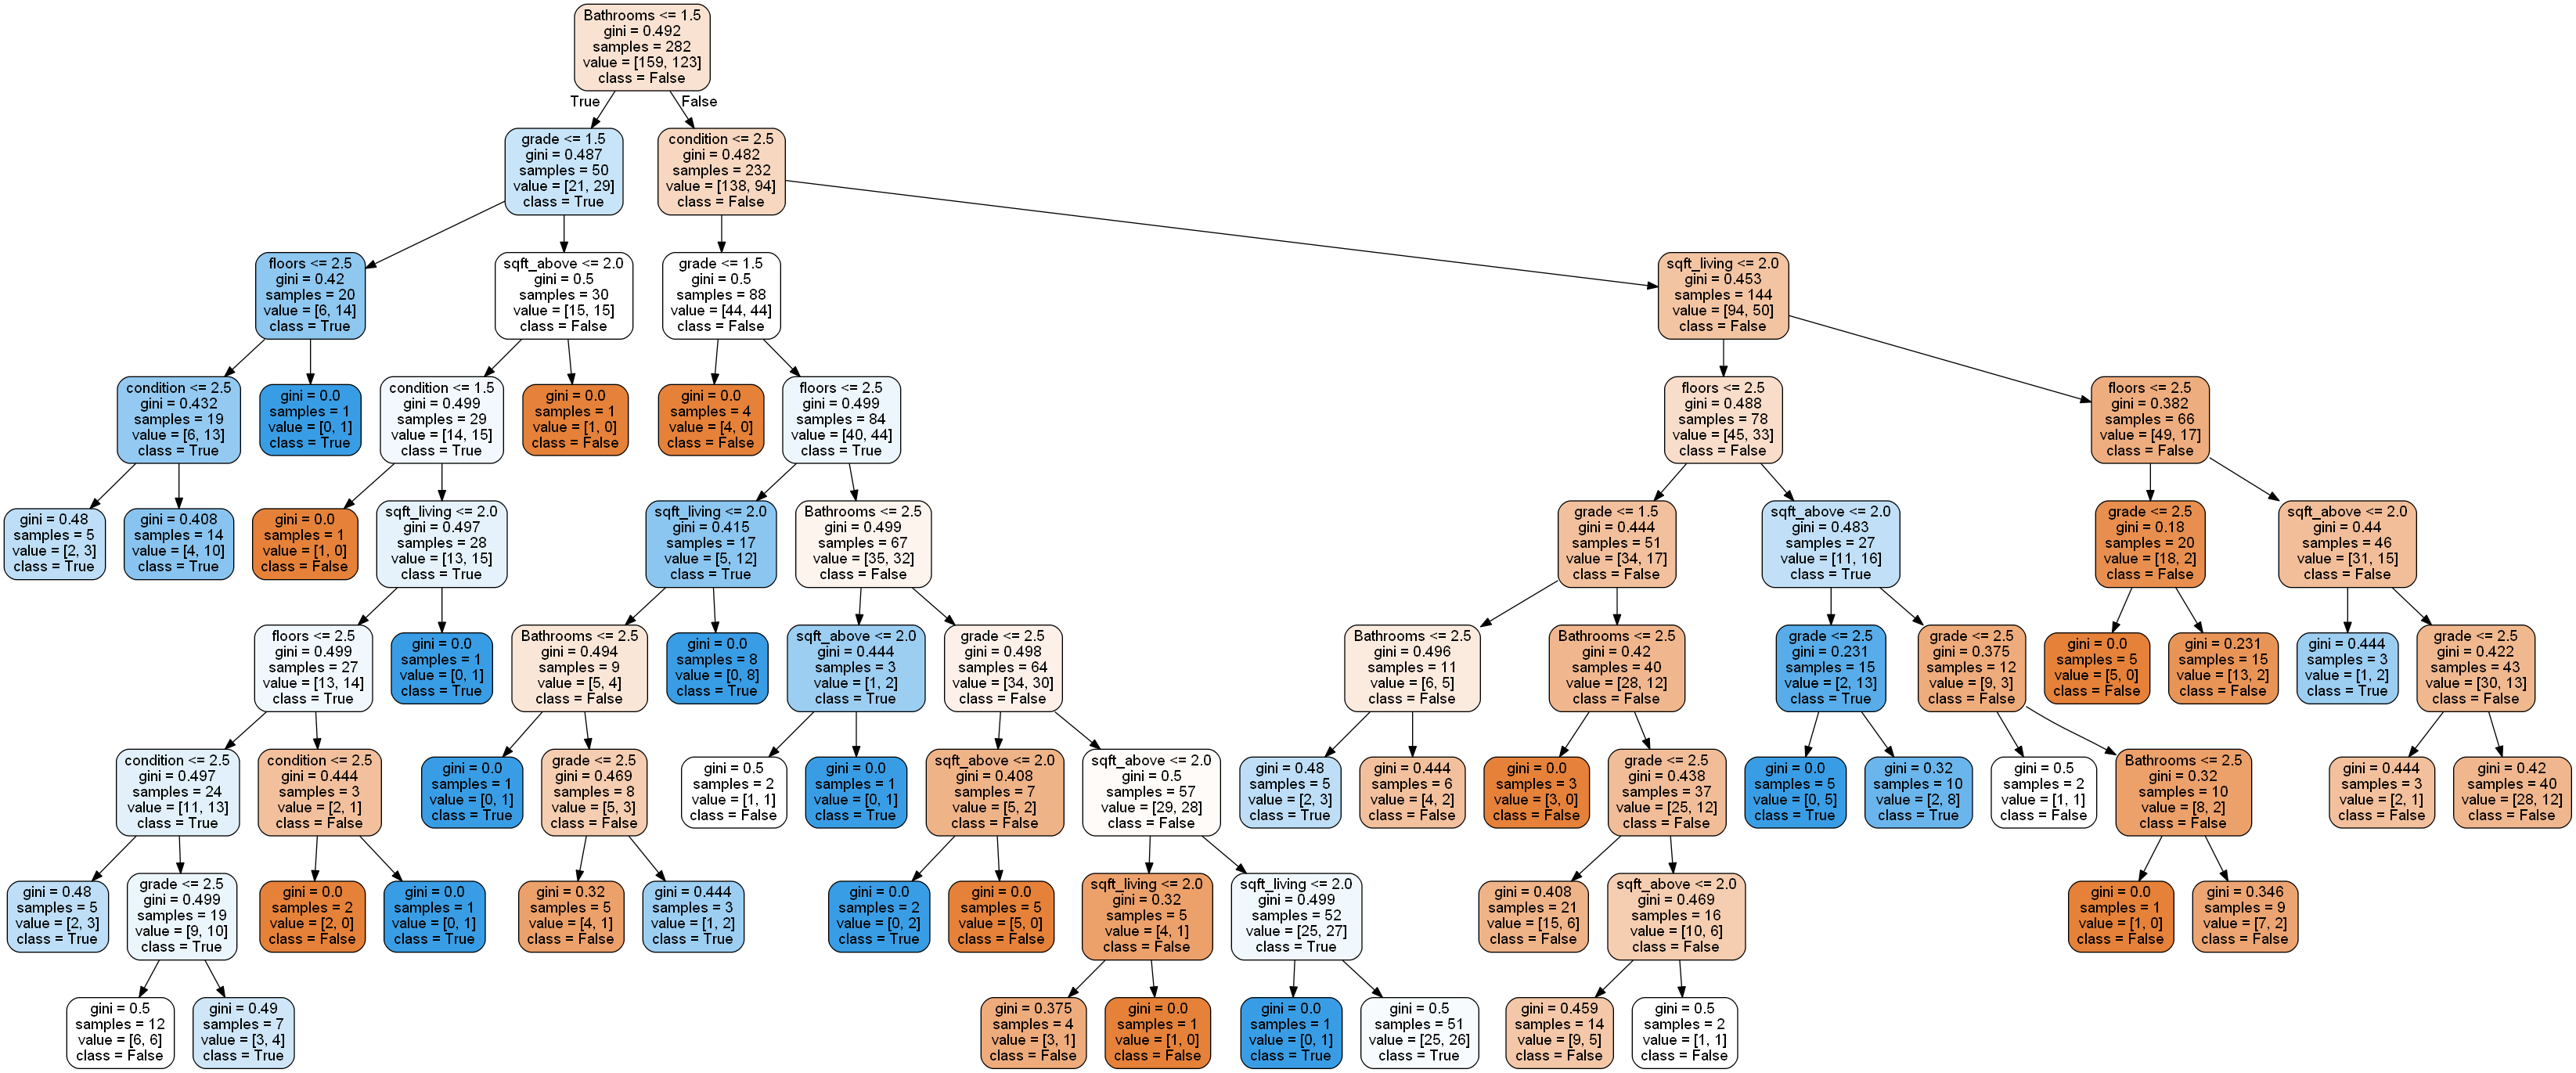 Bathrooms <= 1.5
gini = 0.492
samples = 282
value = [159, 123]
class = False
True
False
grade <= 1.5
gini = 0.487
samples = 50
value = [21, 29]
class = True
condition <= 2.5
gini = 0.482
samples = 232
value = [138, 94]
class = False
floors <= 2.5
gini = 0.42
samples = 20
value = [6, 14]
class = True
sqft_above <= 2.0
gini = 0.5
samples = 30
value = [15, 15]
class = False
grade <= 1.5
gini = 0.5
samples = 88
value = [44, 44]
class = False
sqft_living <= 2.0
gini = 0.453
samples = 144
value = [94, 50]
class = False
condition <= 2.5
gini = 0.432
samples = 19
value = [6, 13]
class = True
gini = 0.0
samples = 1
value = [0, 1]
class = True
condition <= 1.5
gini = 0.499
samples = 29
value = [14, 15]
class = True
gini = 0.0
samples = 1
value = [1, 0]
class = False
gini = 0.0
samples = 4
value = [4, 0]
class = False
floors <= 2.5
gini = 0.499
samples = 84
value = [40, 44]
class = True
floors <= 2.5
gini = 0.488
samples = 78
value = [45, 33]
class = False
floors <= 2.5
gini = 0.382
samples = 66
value = [49, 17]
class = False
gini = 0.48
samples = 5
value = [2, 3]
class = True
gini = 0.408
samples = 14
value = [4, 10]
class = True
gini = 0.0
samples = 1
value = [1, 0]
class = False
sqft_living <= 2.0
gini = 0.497
samples = 28
value = [13, 15]
class = True
sqft_living <= 2.0
gini = 0.415
samples = 17
value = [5, 12]
class = True
Bathrooms <= 2.5
gini = 0.499
samples = 67
value = [35, 32]
class = False
grade <= 1.5
gini = 0.444
samples = 51
value = [34, 17]
class = False
sqft_above <= 2.0
gini = 0.483
samples = 27
value = [11, 16]
class = True
grade <= 2.5
gini = 0.18
samples = 20
value = [18, 2]
class = False
sqft_above <= 2.0
gini = 0.44
samples = 46
value = [31, 15]
class = False
floors <= 2.5
gini = 0.499
samples = 27
value = [13, 14]
class = True
gini = 0.0
samples = 1
value = [0, 1]
class = True
Bathrooms <= 2.5
gini = 0.494
samples = 9
value = [5, 4]
class = False
gini = 0.0
samples = 8
value = [0, 8]
class = True
sqft_above <= 2.0
gini = 0.444
samples = 3
value = [1, 2]
class = True
grade <= 2.5
gini = 0.498
samples = 64
value = [34, 30]
class = False
Bathrooms <= 2.5
gini = 0.496
samples = 11
value = [6, 5]
class = False
Bathrooms <= 2.5
gini = 0.42
samples = 40
value = [28, 12]
class = False
grade <= 2.5
gini = 0.231
samples = 15
value = [2, 13]
class = True
grade <= 2.5
gini = 0.375
samples = 12
value = [9, 3]
class = False
gini = 0.0
samples = 5
value = [5, 0]
class = False
gini = 0.231
samples = 15
value = [13, 2]
class = False
gini = 0.444
samples = 3
value = [1, 2]
class = True
grade <= 2.5
gini = 0.422
samples = 43
value = [30, 13]
class = False
condition <= 2.5
gini = 0.497
samples = 24
value = [11, 13]
class = True
condition <= 2.5
gini = 0.444
samples = 3
value = [2, 1]
class = False
gini = 0.0
samples = 1
value = [0, 1]
class = True
grade <= 2.5
gini = 0.469
samples = 8
value = [5, 3]
class = False
gini = 0.5
samples = 2
value = [1, 1]
class = False
gini = 0.0
samples = 1
value = [0, 1]
class = True
sqft_above <= 2.0
gini = 0.408
samples = 7
value = [5, 2]
class = False
sqft_above <= 2.0
gini = 0.5
samples = 57
value = [29, 28]
class = False
gini = 0.48
samples = 5
value = [2, 3]
class = True
gini = 0.444
samples = 6
value = [4, 2]
class = False
gini = 0.0
samples = 3
value = [3, 0]
class = False
grade <= 2.5
gini = 0.438
samples = 37
value = [25, 12]
class = False
gini = 0.0
samples = 5
value = [0, 5]
class = True
gini = 0.32
samples = 10
value = [2, 8]
class = True
gini = 0.5
samples = 2
value = [1, 1]
class = False
Bathrooms <= 2.5
gini = 0.32
samples = 10
value = [8, 2]
class = False
gini = 0.444
samples = 3
value = [2, 1]
class = False
gini = 0.42
samples = 40
value = [28, 12]
class = False
gini = 0.48
samples = 5
value = [2, 3]
class = True
grade <= 2.5
gini = 0.499
samples = 19
value = [9, 10]
class = True
gini = 0.0
samples = 2
value = [2, 0]
class = False
gini = 0.0
samples = 1
value = [0, 1]
class = True
gini = 0.32
samples = 5
value = [4, 1]
class = False
gini = 0.444
samples = 3
value = [1, 2]
class = True
gini = 0.0
samples = 2
value = [0, 2]
class = True
gini = 0.0
samples = 5
value = [5, 0]
class = False
sqft_living <= 2.0
gini = 0.32
samples = 5
value = [4, 1]
class = False
sqft_living <= 2.0
gini = 0.499
samples = 52
value = [25, 27]
class = True
gini = 0.408
samples = 21
value = [15, 6]
class = False
sqft_above <= 2.0
gini = 0.469
samples = 16
value = [10, 6]
class = False
gini = 0.0
samples = 1
value = [1, 0]
class = False
gini = 0.346
samples = 9
value = [7, 2]
class = False
gini = 0.5
samples = 12
value = [6, 6]
class = False
gini = 0.49
samples = 7
value = [3, 4]
class = True
gini = 0.375
samples = 4
value = [3, 1]
class = False
gini = 0.0
samples = 1
value = [1, 0]
class = False
gini = 0.0
samples = 1
value = [0, 1]
class = True
gini = 0.5
samples = 51
value = [25, 26]
class = True
gini = 0.459
samples = 14
value = [9, 5]
class = False
gini = 0.5
samples = 2
value = [1, 1]
class = False